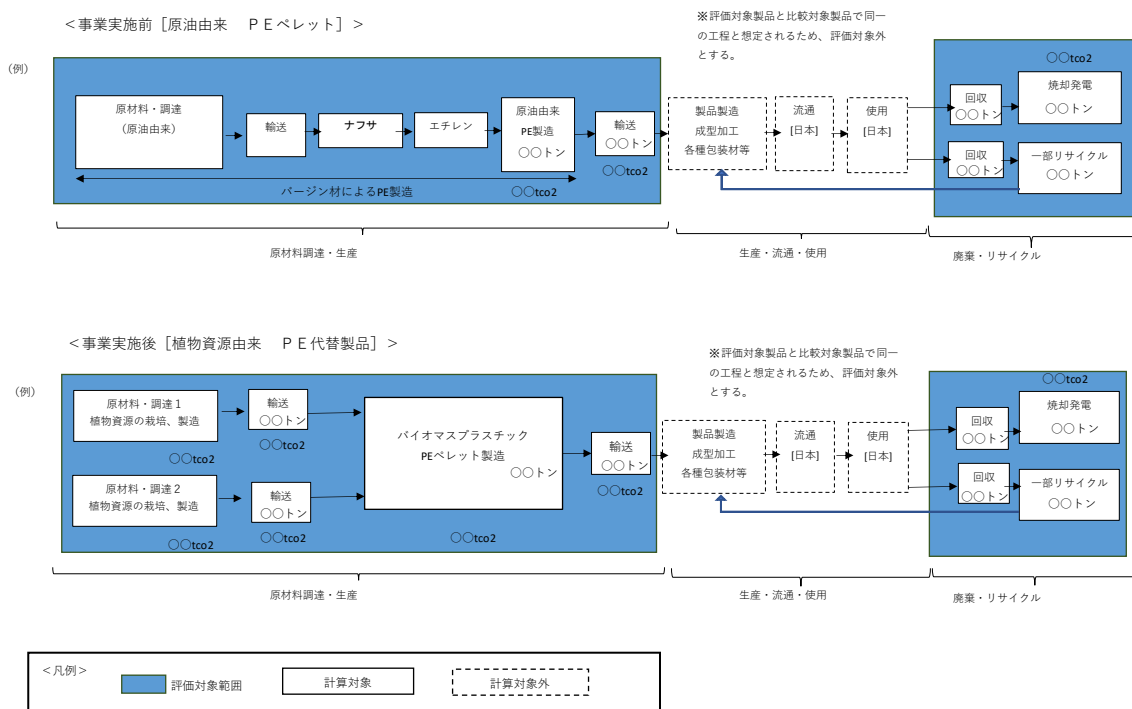 ＜事業実施前［原油由来　ＰＥペレット］＞
※評価対象製品と比較対象製品で同一
の工程と想定されるため、評価対象外
とする。
（例）
原材料・調達
（原油由来）
輸送
ナフサ
エチレン
原油由来
PE製造
〇〇トン
輸送
〇〇トン
〇〇tco2
バージン材によるPE製造
〇〇tco2
製品製造
成型加工
各種包装材等
流通
[日本]
使用
[日本]
〇〇tco2
回収
〇〇トン
焼却発電
〇〇トン
回収
〇〇トン
一部リサイクル
〇〇トン
原材料調達・生産
生産・流通・使用
廃棄・リサイクル
＜事業実施後［植物資源由来　ＰＥ代替製品］＞
※評価対象製品と比較対象製品で同一
の工程と想定されるため、評価対象外
とする。
（例）
原材料・調達１
植物資源の栽培、製造
〇〇tco2
輸送
〇〇トン
〇〇tco2
原材料・調達２
植物資源の栽培、製造
〇〇tco2
輸送
〇〇トン
〇〇tco2
バイオマスプラスチック
PEペレット製造
〇〇トン
〇〇tco2
輸送
〇〇トン
〇〇tco2
製品製造
成型加工
各種包装材等
流通
[日本]
使用
[日本]
〇〇tco2
回収
〇〇トン
焼却発電
〇〇トン
回収
〇〇トン
一部リサイクル
〇〇トン
原材料調達・生産
生産・流通・使用
廃棄・リサイクル
＜凡例＞
評価対象範囲
計算対象
計算対象外